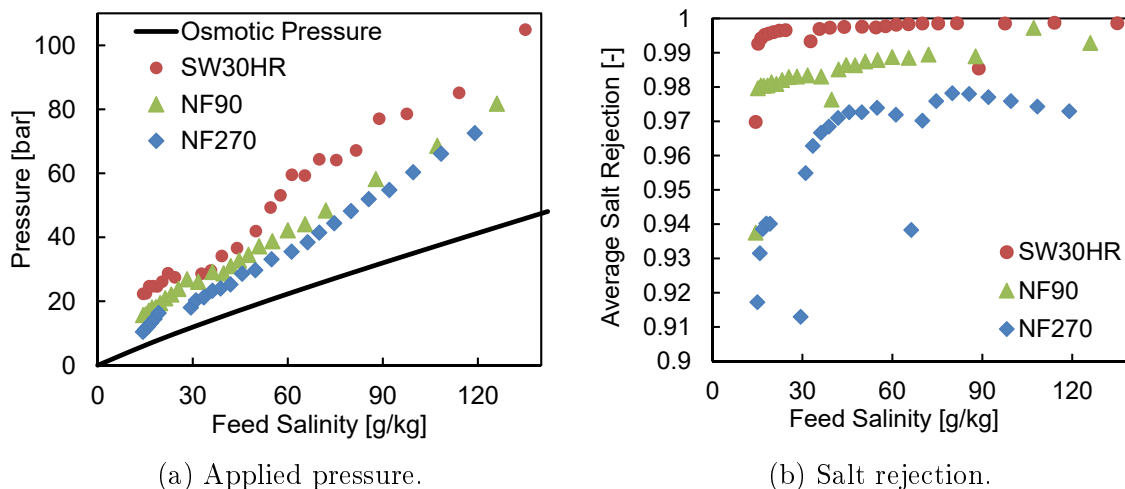 100
80
60
40
20
0
Pressure [bar]
Osmotic Pressure
SW30HR
NF90
NF270
0 30 60 90 120
Feed Salinity [g/kg]
(a) Applied pressure.
1
0.99
0.98
0.97
0.96
0.95
0.94
0.93
0.92
0.91
0.9
Average Salt Rejection [-]
SW30HR
NF90
NF270
0 30 60 90 120
Feed Salinity [g/kg]
(b) Salt rejection.